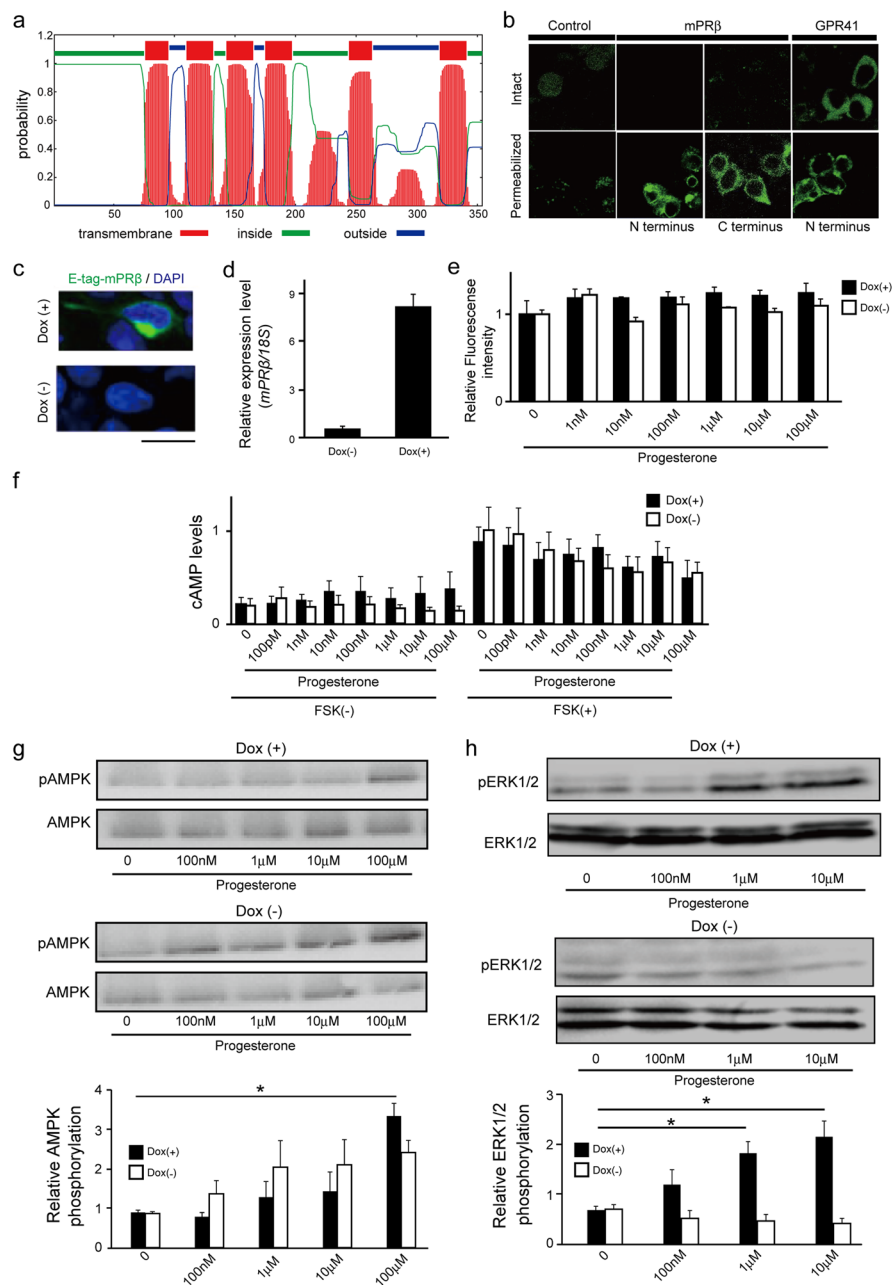 a
1.2
1
0.8
0.6
0.4
0.2
0
probability
50 100 150 200 250 300 350
transmembrane inside outside
b
Control mPRβ GPR41
Intact
Permeabilized
N terminus C terminus N terminus
c
E-tag-mPRβ / DAPI
Dox (+)
Dox (-)
d
Relative expression level
(mPRβ/18S)
9
6
3
0
Dox(-) Dox(+)
e
Relative Fluorescense
intensity
1
0
Dox(+)
Dox(-)
0 1nM 10nM 100nM 1μM 10μM 100μM
Progesterone
f
cAMP levels
1
0
Dox(+)
Dox(-)
0 100pM 1nM 10nM 100nM 1μM 10μM 100μM 0 100pM 1nM 10nM 100nM 1μM 10μM 100μM
Progesterone Progesterone
FSK(-) FSK(+)
g
Dox (+)
pAMPK
AMPK
0 100nM 1μM 10μM 100μM
Progesterone
Dox (-)
pAMPK
AMPK
0 100nM 1μM 10μM 100μM
Progesterone
Relative AMPK
phosphorylation
4
3
2
1
0
*
Dox(+)
Dox(-)
0 100nM 1μM 10μM 100μM
h
Dox (+)
pERK1/2
ERK1/2
0 100nM 1μM 10μM
Progesterone
Dox (-)
pERK1/2
ERK1/2
0 100nM 1μM 10μM
Progesterone
Relative ERK1/2
phosphorylation
3
2
1
0
*
*
Dox(+)
Dox(-)
0 100nM 1μM 10μM